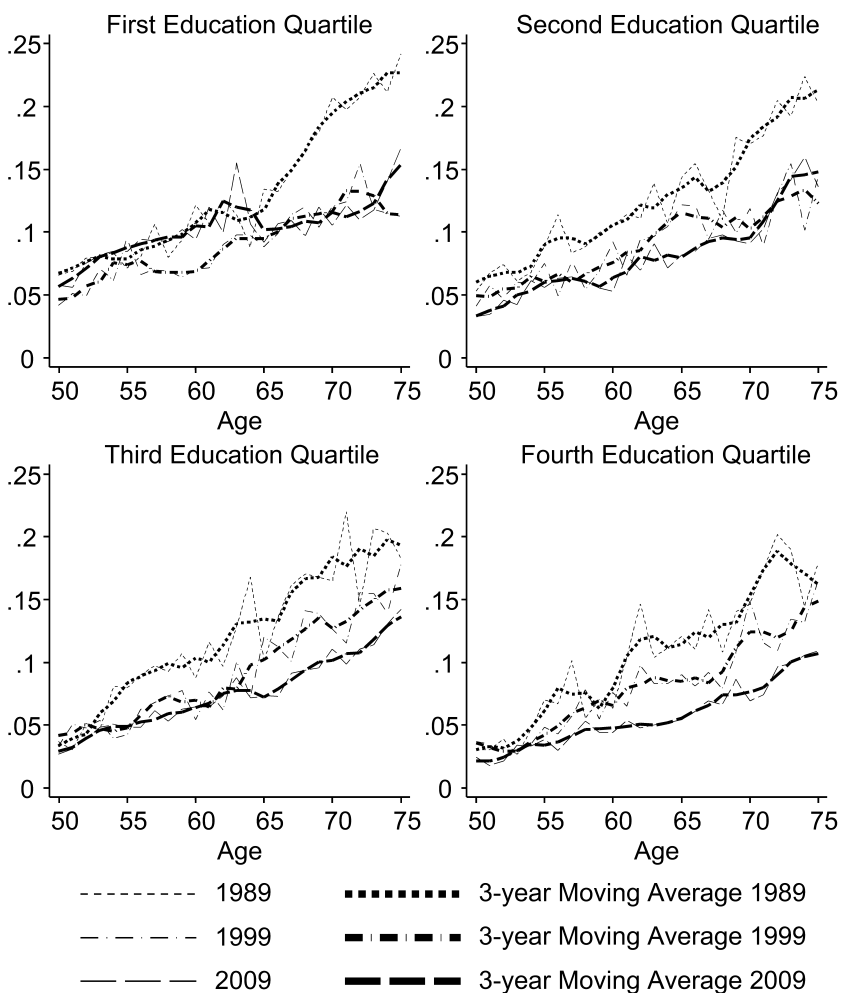 First Education Quartile
.25
.2
.15
.1
.05
0
50 55 60 65 70 75
Age
Second Education Quartile
.25
.2
.15
.1
.05
0
50 55 60 65 70 75
Age
Third Education Quartile
.25
.2
.15
.1
.05
0
50 55 60 65 70 75
Age
Fourth Education Quartile
.25
.2
.15
.1
.05
0
50 55 60 65 70 75
Age
1989 3-year Moving Average 1989
1999 3-year Moving Average 1999
2009 3-year Moving Average 2009